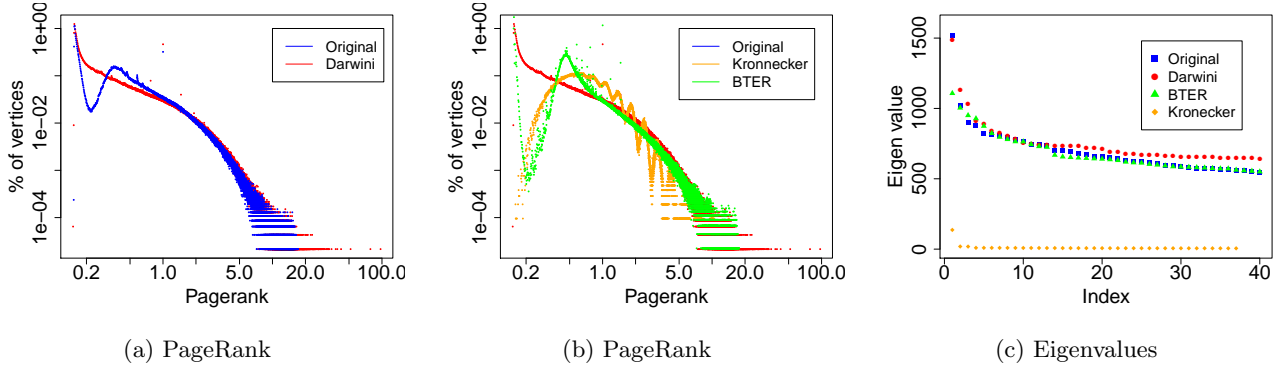 1e+00
1e-02
1e-04
% of vertices
Original
Darwini
0.2 1.0 5.0 20.0 100.0
Pagerank
(a) PageRank
1e+00
1e-02
1e-04
% of vertices
Original
Kronnecker
BTER
0.2 1.0 5.0 20.0 100.0
Pagerank
(b) PageRank
1500
1000
500
0
Eigen value
Original
Darwini
BTER
Kronecker
0 10 20 30 40
Index
(c) Eigenvalues